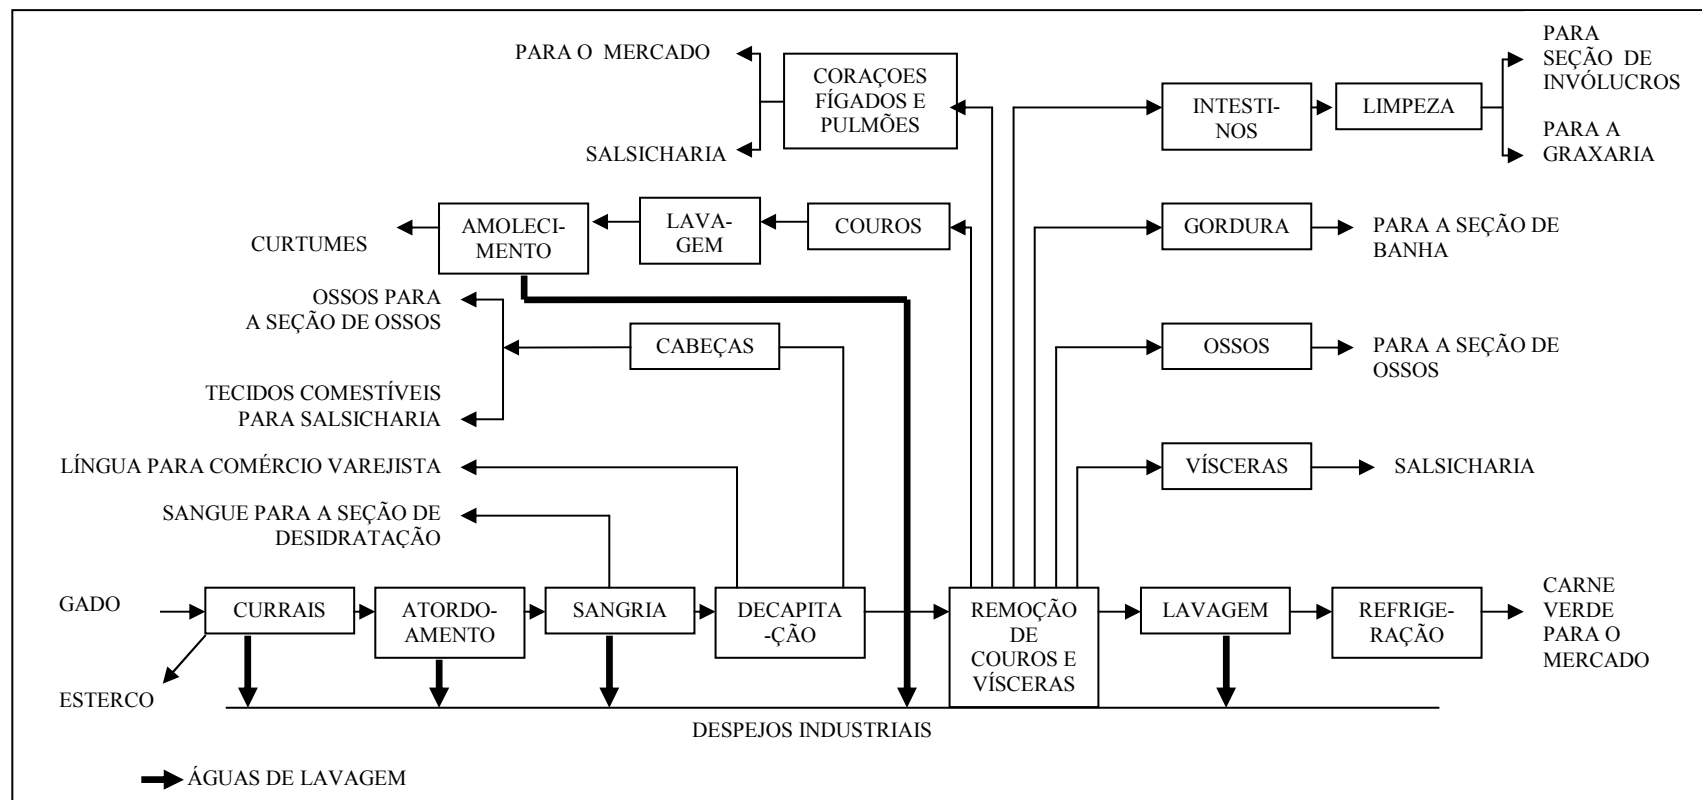 PARA O MERCADO
CORAÇOES
FÍGADOS E
PULMÕES
SALSICHARIA
INTESTI-
NOS
LIMPEZA
PARA
SEÇÃO DE
INVÓLUCROS
PARA A
GRAXARIA
CURTUMES
AMOLECI-
MENTO
LAVA-
GEM
COUROS
GORDURA
PARA A SEÇÃO DE
BANHA
OSSOS PARA
A SEÇÃO DE OSSOS
CABEÇAS
OSSOS
PARA A SEÇÃO DE
OSSOS
TECIDOS COMESTÍVEIS
PARA SALSICHARIA
LÍNGUA PARA COMÉRCIO VAREJISTA
VÍSCERAS
SALSICHARIA
SANGUE PARA A SEÇÃO DE
DESIDRATAÇÃO
GADO
CURRAIS
ATORDO-
AMENTO
SANGRIA
DECAPITA
-ÇÃO
REMOÇÃO
DE
COUROS E
VÍSCERAS
LAVAGEM
REFRIGE-
RAÇÃO
CARNE
VERDE
PARA O
MERCADO
ESTERCO
DESPEJOS INDUSTRIAIS
ÁGUAS DE LAVAGEM